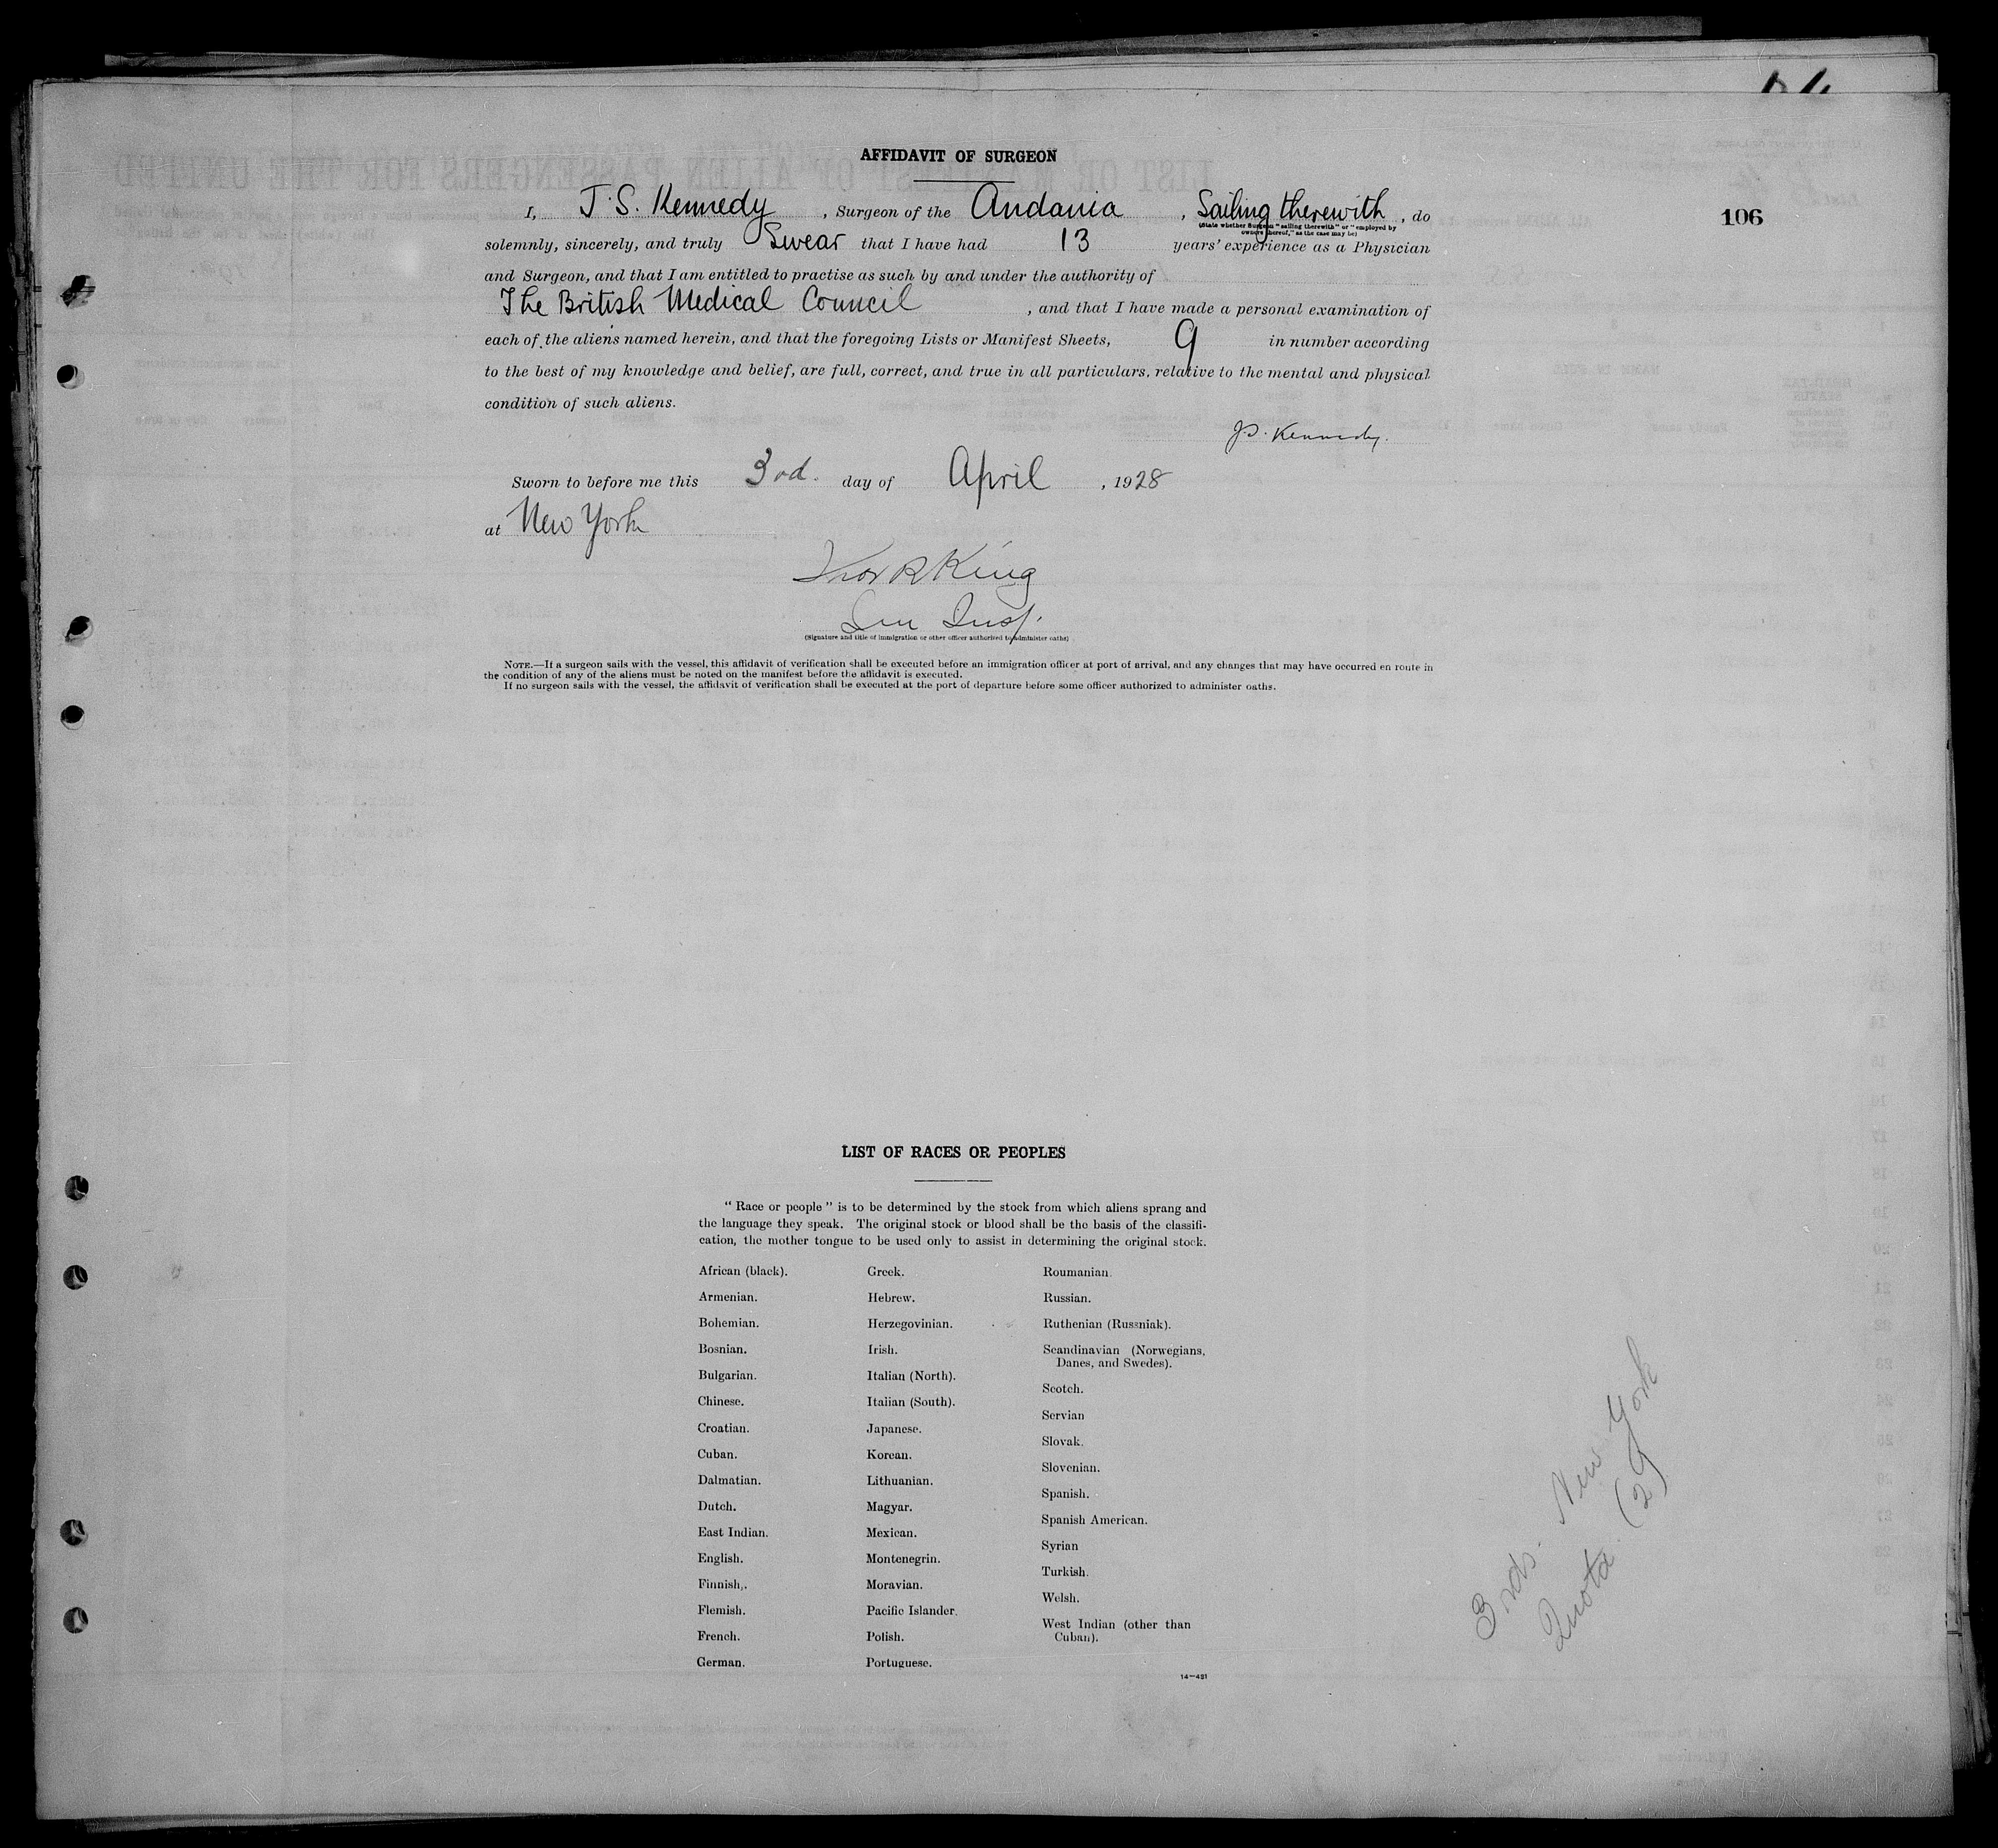 AFFIDAVIT OF SURGEON
I, J. S. Kennedy, Surgeon of the Andania, Sailing therewith, do
(State whether Surgeon "sailing therewith" or "employed by
owners thereof," as the case may be)
106
solemnly, sincerely, and truly Swear that I have had 13 years' experience as a Physician
and Surgeon, and that I am entitled to practise as such by and under the authority of
The British Medical Council, and that I have made a personal examination of
each of the aliens named herein, and that the foregoing Lists or Manifest Sheets, 9 in number according
to the best of my knowledge and belief, are full, correct, and true in all particulars, relative to the mental and physical
condition of such aliens.
J.S. Kennedy.
Sworn to before me this 3rd. day of April, 1928
at New York
King
Imm Insp.
(Signature and title of immigration or other officer authorized to administer oaths)
NOTE.—If a surgeon sails with the vessel, this affidavit of verification shall be executed before an immigration officer at port of arrival, and any changes that may have occurred en route in
the condition of any of the aliens must be noted on the manifest before the affidavit is executed.
If no surgeon sails with the vessel, the affidavit of verification shall be executed at the port of departure before some officer authorized to administer oaths.
LIST OF RACES OR PEOPLES
"Race or people" is to be determined by the stock from which aliens sprang and
the language they speak. The original stock or blood shall be the basis of the classifi-
cation, the mother tongue to be used only to assist in determining the original stock.
African (black).
Armenian.
Bohemian.
Bosnian.
Bulgarian.
Chinese.
Croatian.
Cuban.
Dalmatian.
Dutch.
East Indian.
English.
Finnish.
Flemish.
French.
German.
Greek.
Hebrew.
Herzegovinian.
Irish.
Italian (North).
Italian (South).
Japanese.
Korean.
Lithuanian.
Magyar.
Mexican.
Montenegrin.
Moravian.
Pacific Islander.
Polish.
Portuguese.
Roumanian.
Russian.
Ruthenian (Russniak).
Scandinavian (Norwegians,
Danes, and Swedes).
Scotch.
Servian
Slovak.
Slovenian.
Spanish.
Spanish American.
Syrian
Turkish.
Welsh.
West Indian (other than
Cuban).
14—491
3rds. New York
Quota (2)